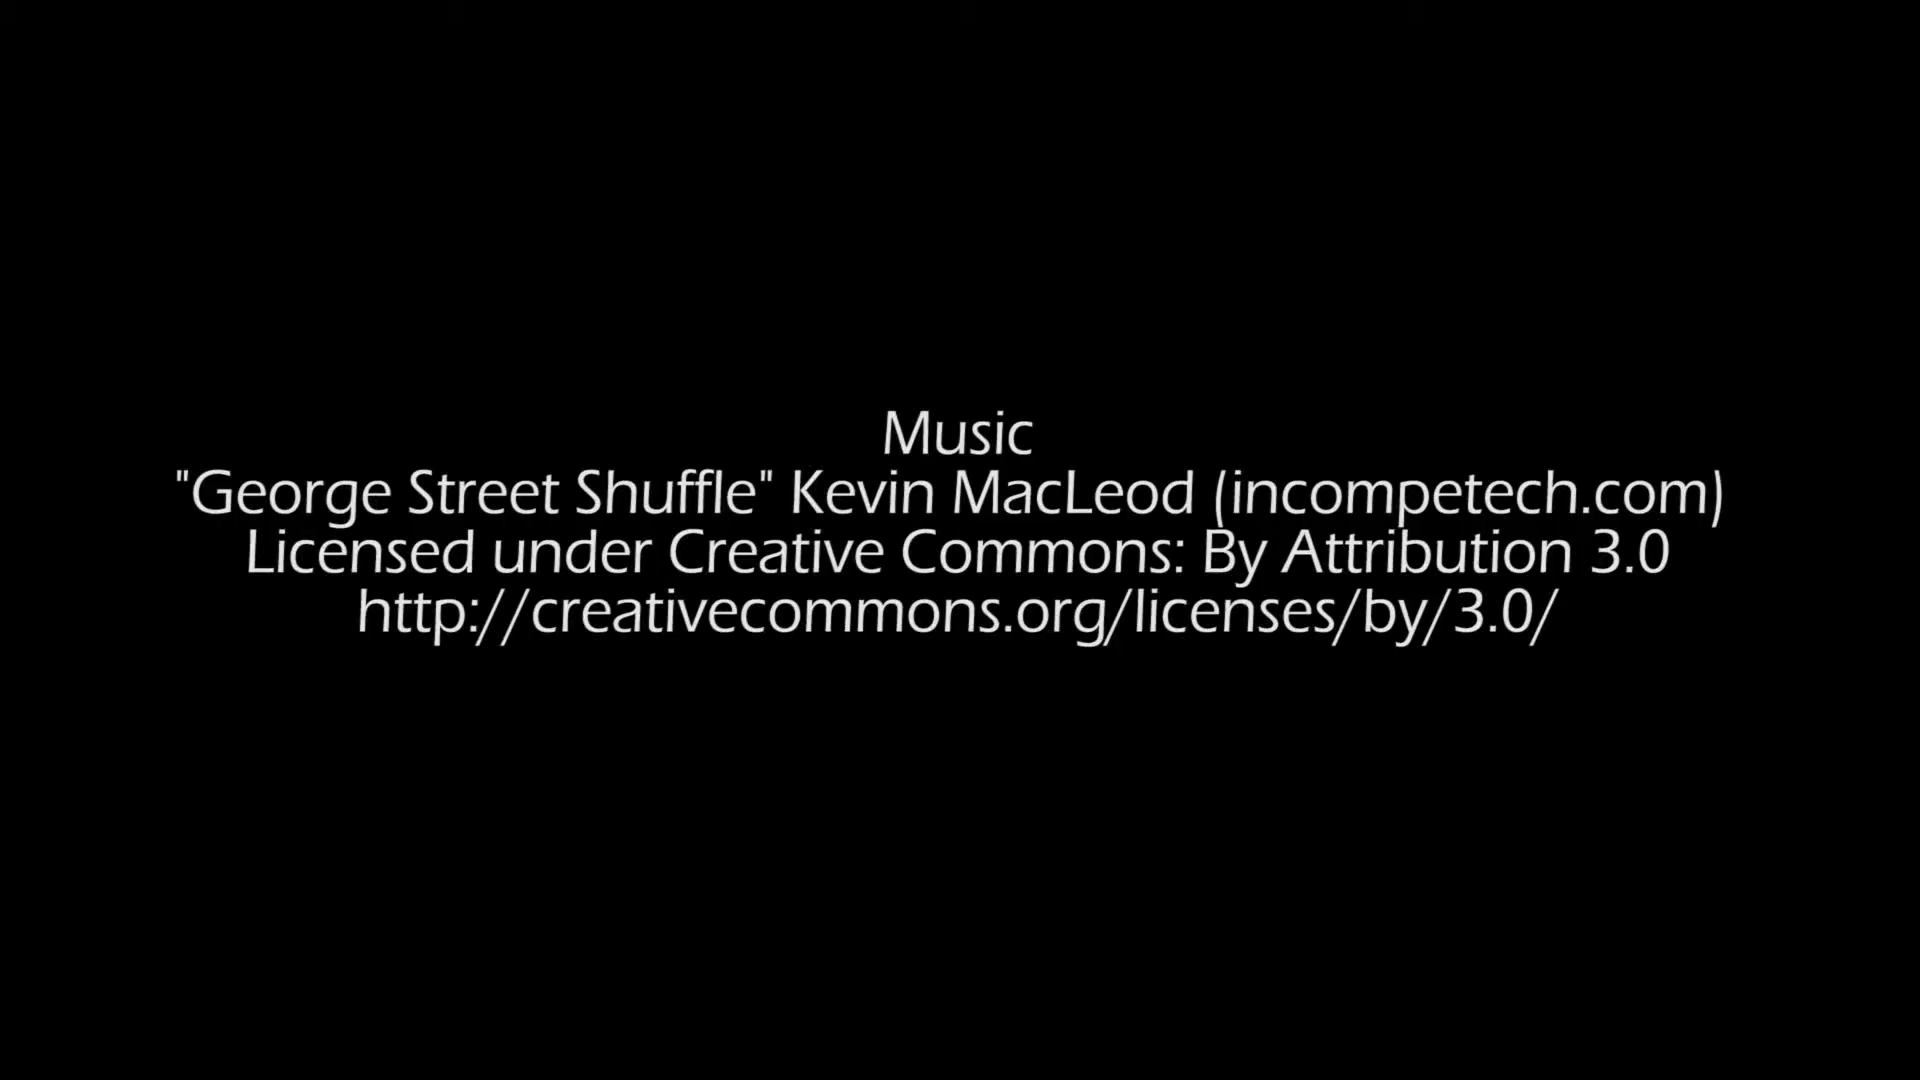 Music
"George Street Shuffle" Kevin MacLeod (incompetech.com)
Licensed under Creative Commons: By Attribution 3.0
http://creativecommons.org/licenses/by/3.0/